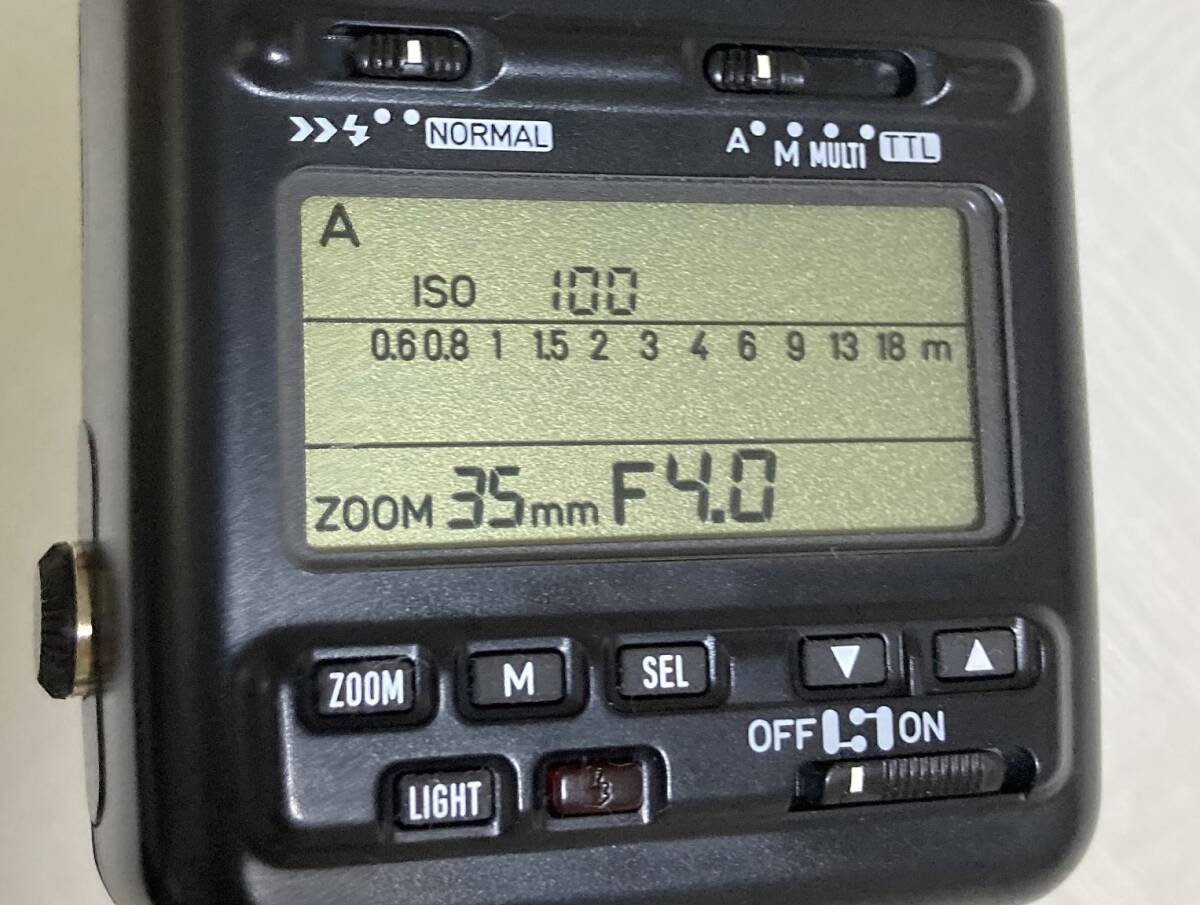 NORMAL
A M MULTI TTL
A
ISO 100
0.6 0.8 1 1.5 2 3 4 6 9 13 18 m
ZOOM 35mm F4.0
ZOOM M SEL ▼ ▲
OFF ON
LIGHT